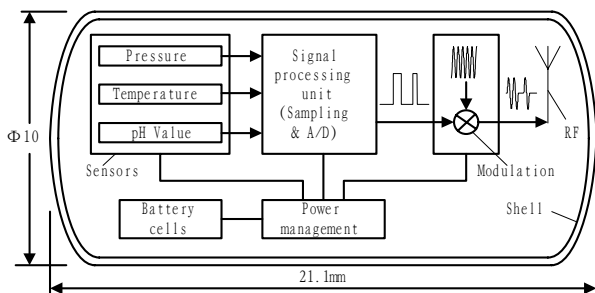 Pressure
Temperature
pH Value
Sensors
Signal
processing
unit
(Sampling
& A/D)
Modulation
RF
Φ10
Battery
cells
Power
management
Shell
21.1mm